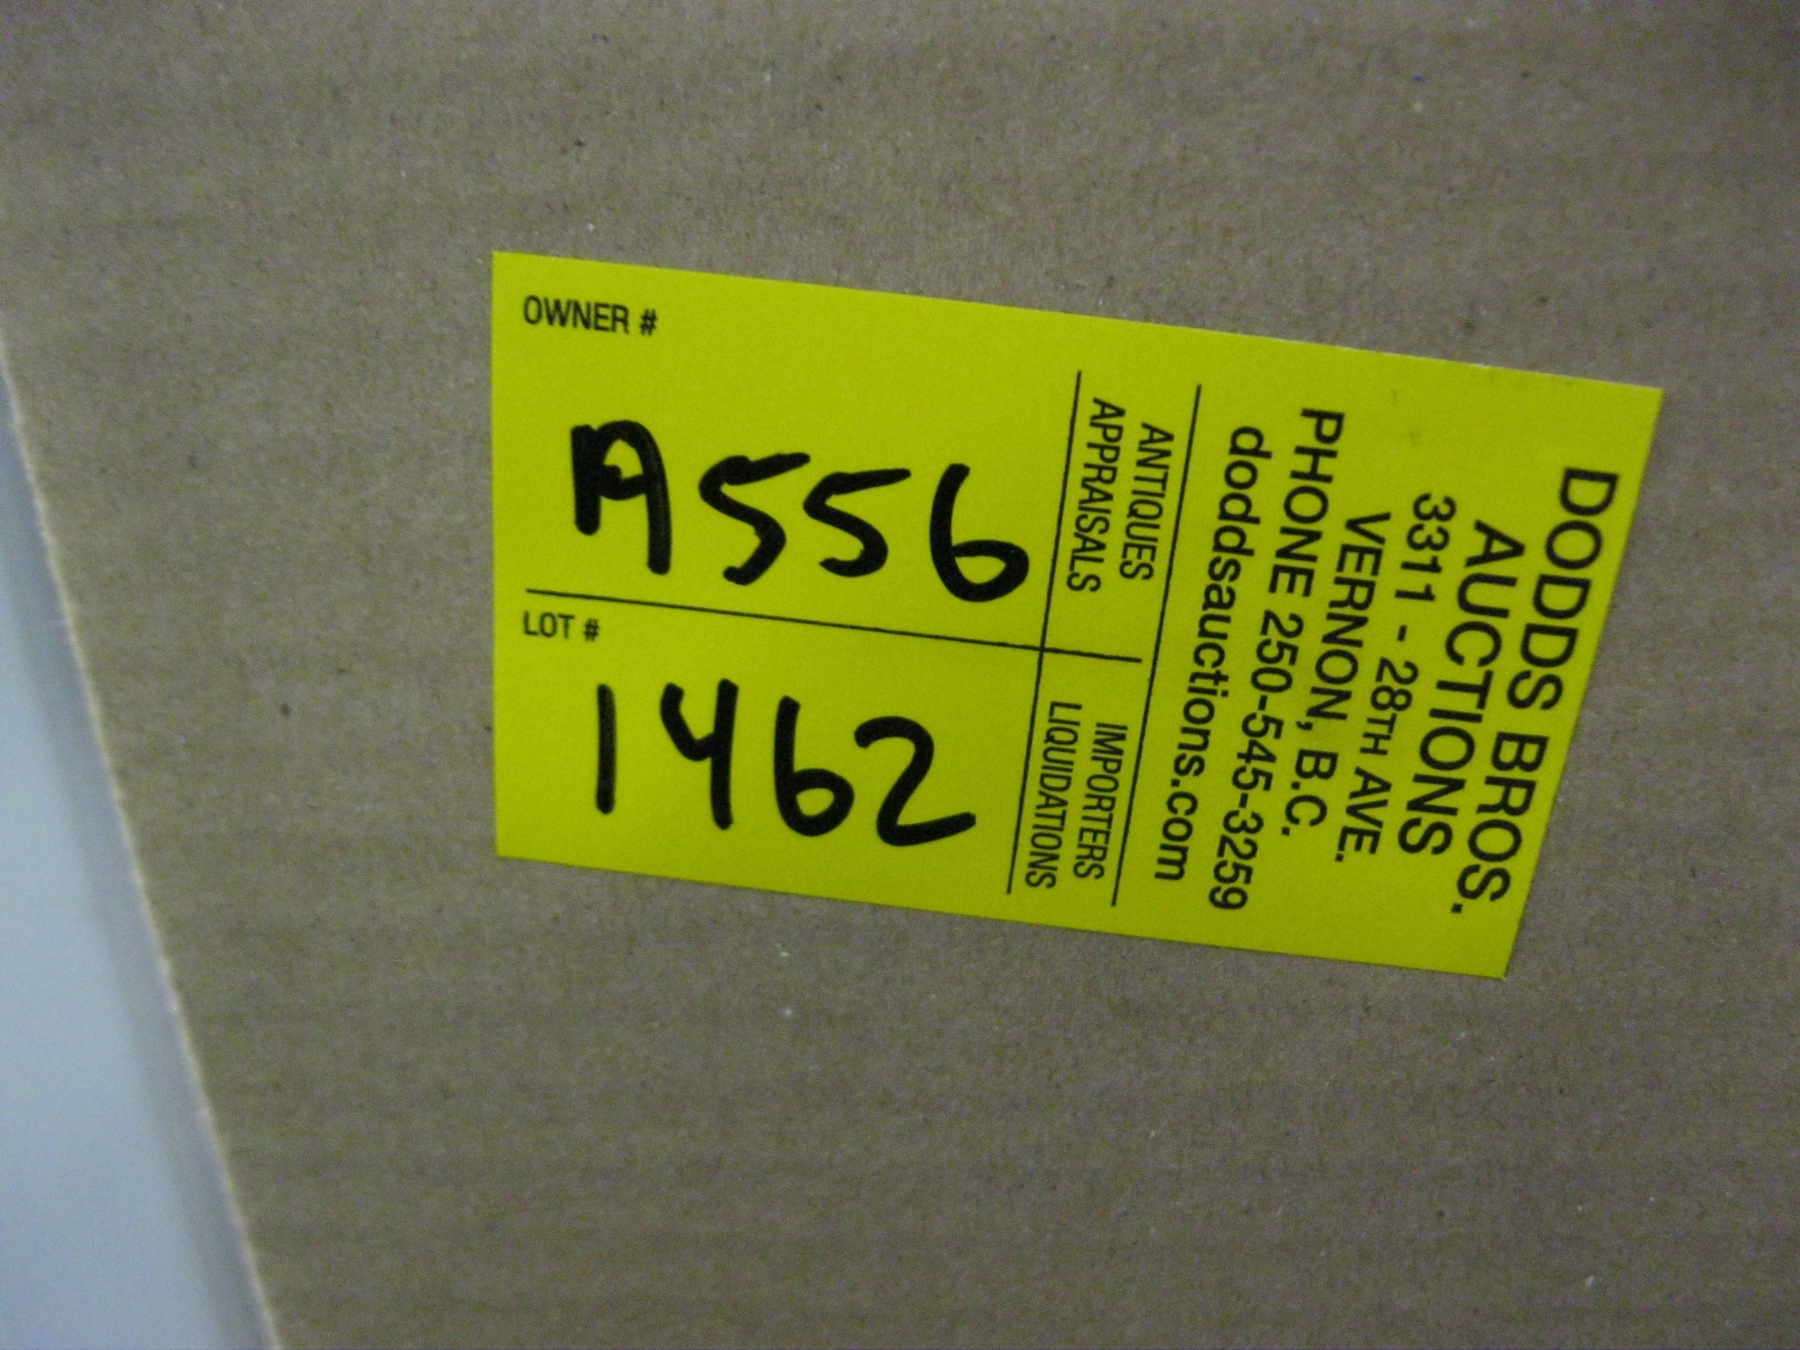 DODDS BROS.
AUCTIONS
3311 - 28TH AVE.
VERNON, B.C.
PHONE 250-545-3259
doddsauctions.com
ANTIQUES
APPRAISALS
IMPORTERS
LIQUIDATIONS
OWNER #
A556
LOT #
1462